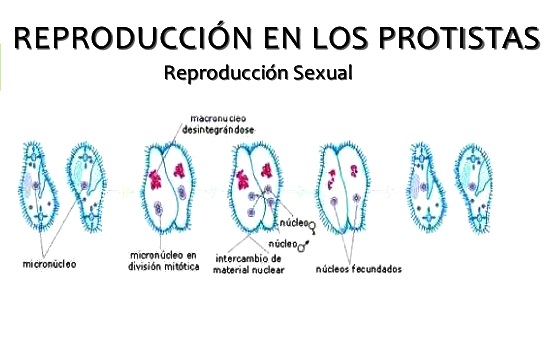 REPRODUCCIÓN EN LOS PROTISTAS
Reproducción Sexual
macronúcleo
desintegrándose
micronúcleo
micronúcleo en
división mitótica
núcleo♀
núcleo♂
intercambio de
material nuclear
núcleos fecundados